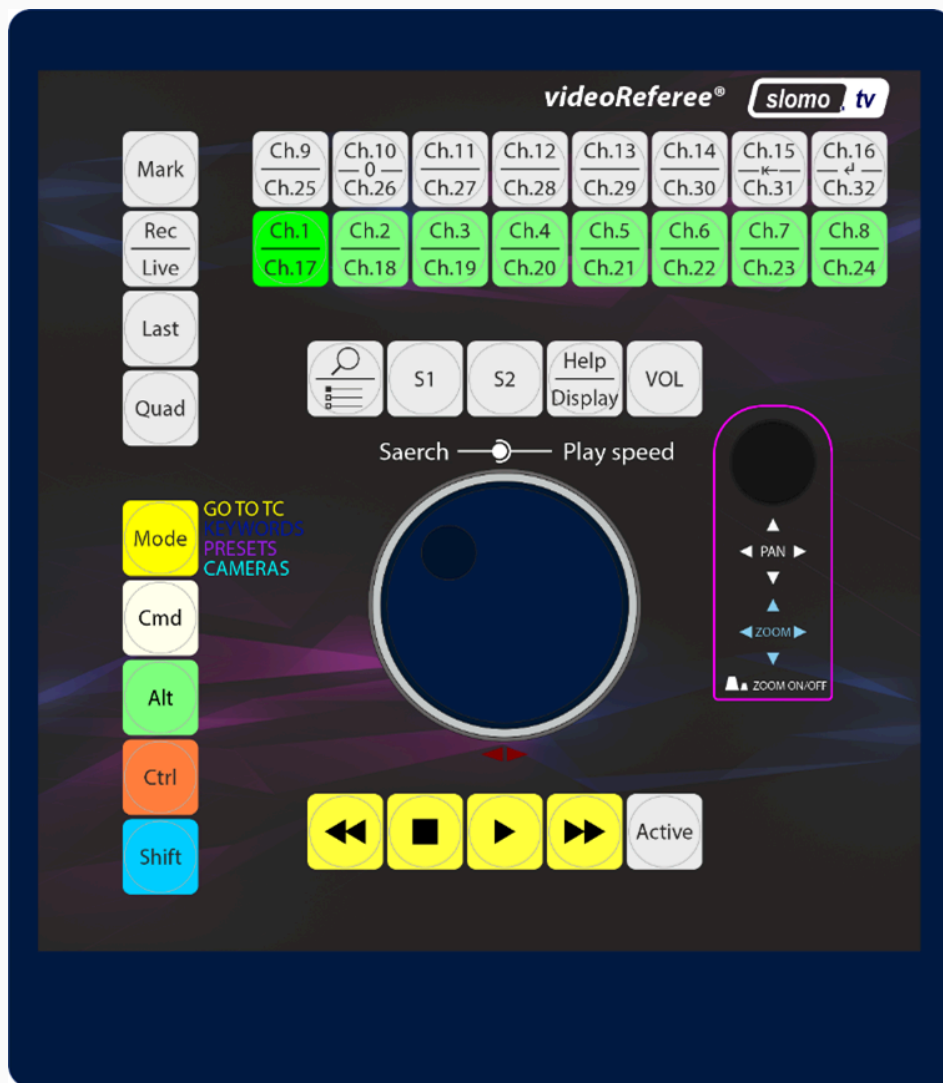 videoReferee® slomo.tv
Mark
Ch.9 Ch.10 Ch.11 Ch.12 Ch.13 Ch.14 Ch.15 Ch.16
0
Ch.25 Ch.26 Ch.27 Ch.28 Ch.29 Ch.30 Ch.31 Ch.32
Rec
Live
Ch.1 Ch.2 Ch.3 Ch.4 Ch.5 Ch.6 Ch.7 Ch.8
Ch.17 Ch.18 Ch.19 Ch.20 Ch.21 Ch.22 Ch.23 Ch.24
Last
Quad
S1 S2 Help VOL
Display
Saerch Play speed
Mode
GO TO TC
KEYWORDS
PRESETS
CAMERAS
Cmd
Alt
Ctrl
Shift
PAN
ZOOM
ZOOM ON/OFF
Active